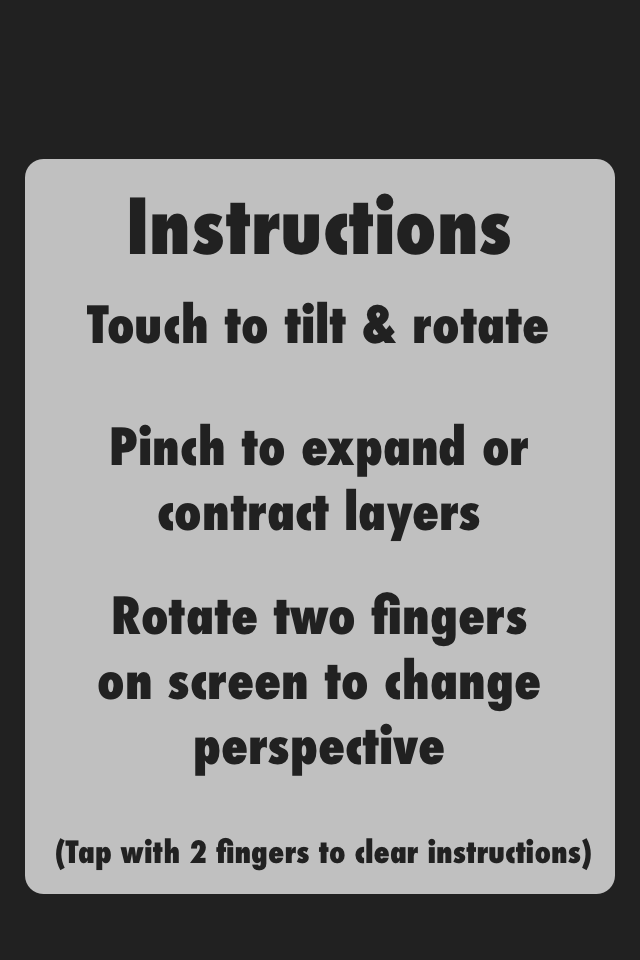 Instructions
Touch to tilt & rotate
Pinch to expand or
contract layers
Rotate two fingers
on screen to change
perspective
(Tap with 2 fingers to clear instructions)